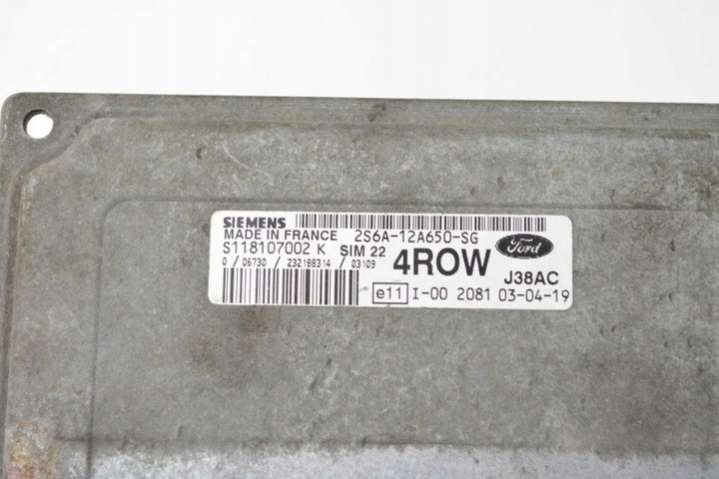 SIEMENS
MADE IN FRANCE 2S6A-12A650-SG
S118107002 K SIM 22 4ROW Ford
0 / 06730 / 232188314 / 03109 J38AC
e11 I-00 2081 03-04-19